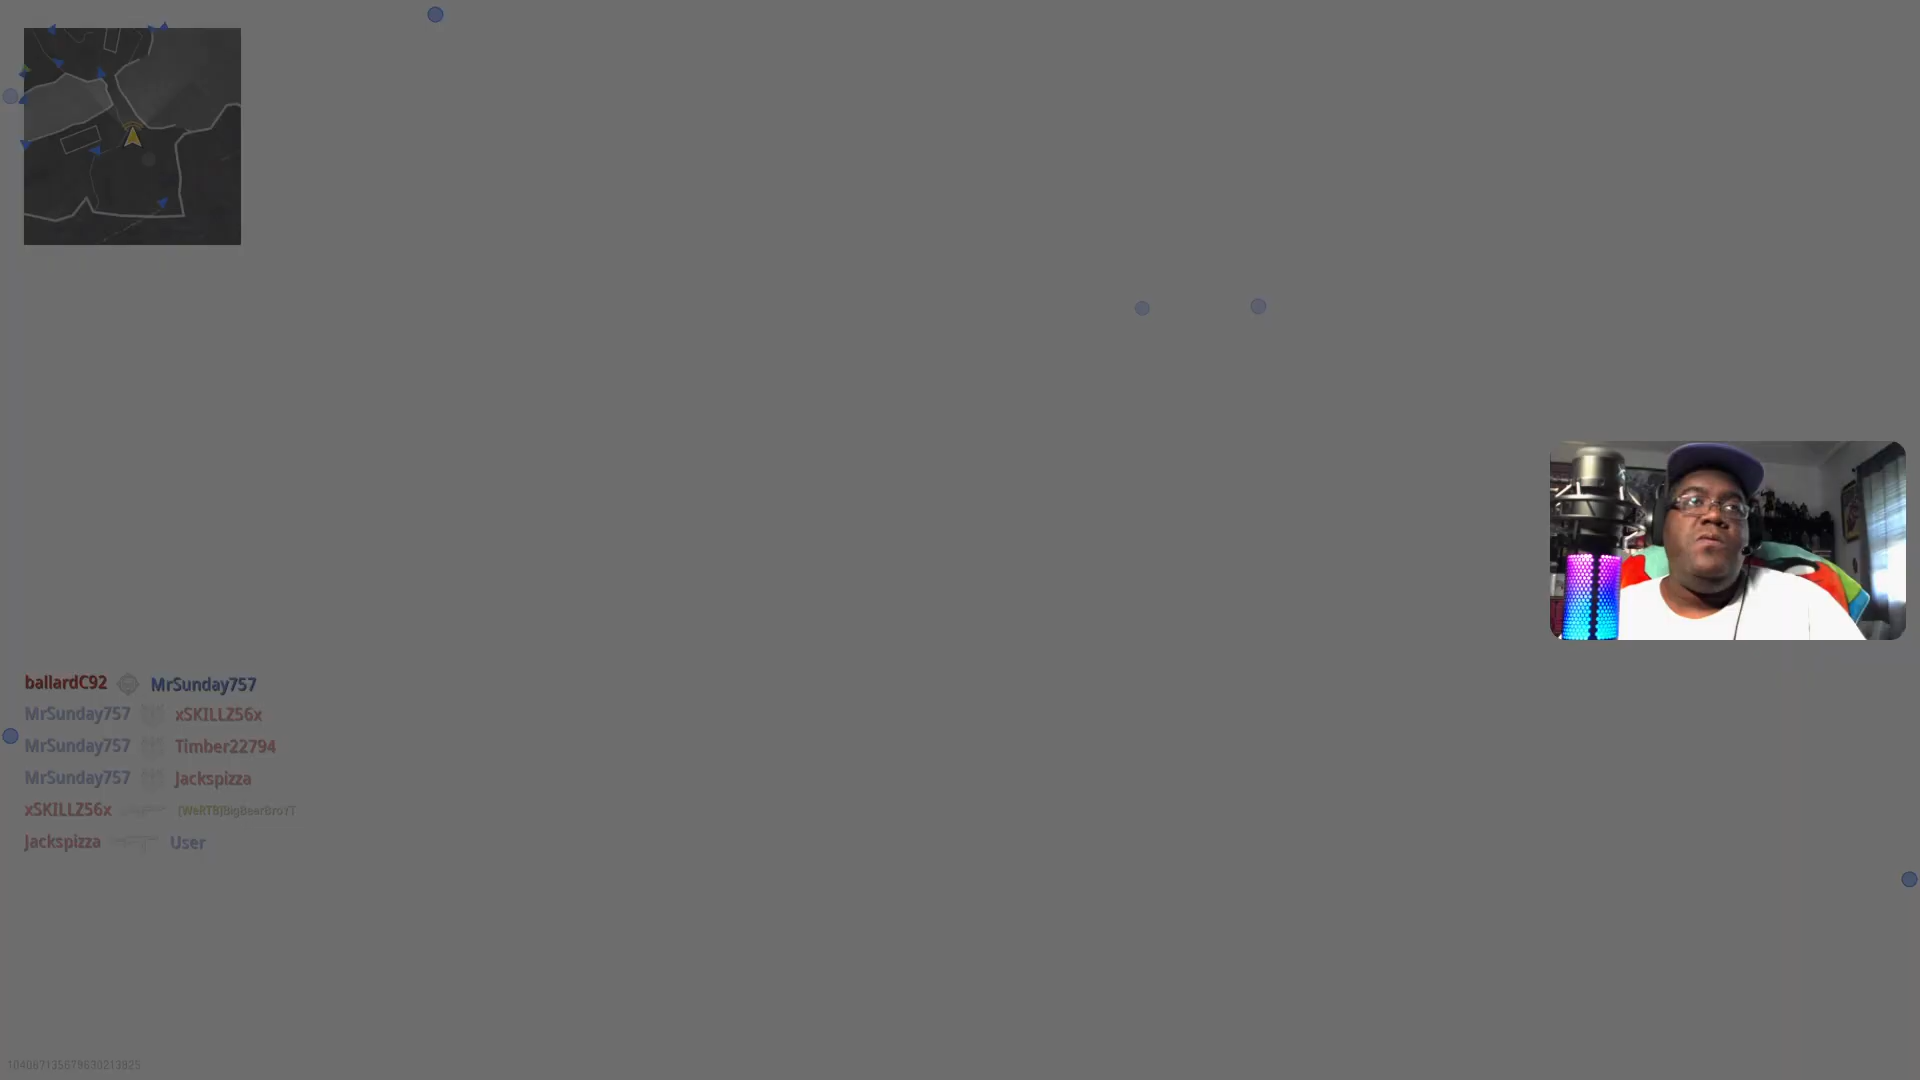 ballardC92 MrSunday757
MrSunday757 xSKILLZ56x
MrSunday757 Timber22794
MrSunday757 Jackspizza
xSKILLZ56x [WeRTB]BigBearBroYT
Jackspizza User